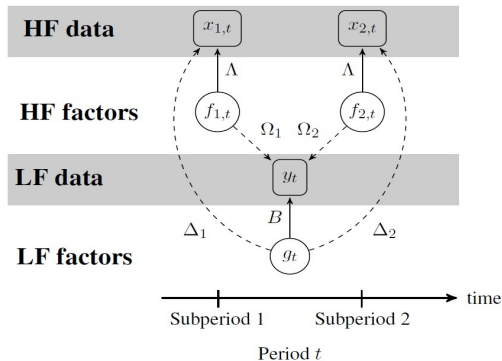 HF data x₁,t x₂,t
Λ Λ
HF factors f₁,t f₂,t
Ω₁ Ω₂
LF data yₜ
B
Δ₁ Δ₂
LF factors gₜ
time
Subperiod 1 Subperiod 2
Period t